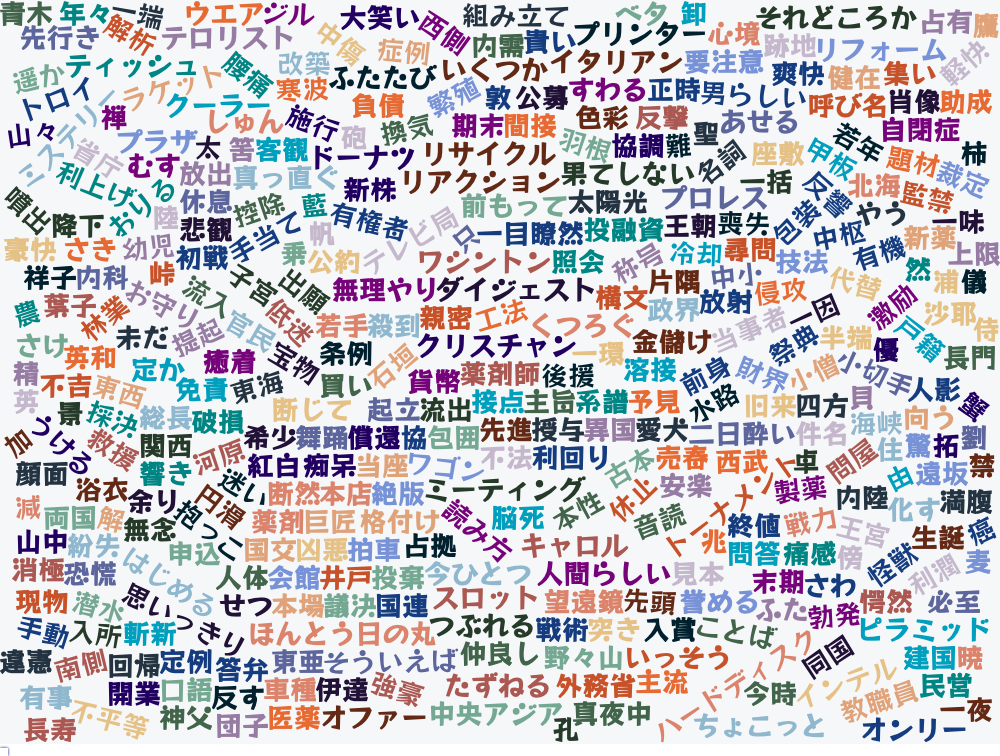 青木 年々 一端 ウエア ジル 大笑い 西側 組み立て ベタ 卸 それどころか 占有 鷹
先行き 解析 テロリスト 中傷 症例 内需 貴い プリンター 心境 跡地 リフォーム 軽快
遥か ティッシュ 腰痛 改築 ふたたび いくつか イタリアン 要注意 爽快 健在 集い
トロイ ミステリー ラケット クーラー 寒波 負債 繁殖 敦 公募 すわる 正時 男らしい 呼び名 肖像 助成
山々 禅 しゅん 施行 砲 換気 期末 間接 色彩 反撃 あせる 自閉症
省庁 プラザ 太 筈 客観 ドーナツ リサイクル 羽根 協調 難 聖 座敷 甲板 若年 題材 柿
利上げ むす 放出 真っ直ぐ 新株 リアクション 果てしない 名詞 一括 反響 北海 監禁 裁定
噴出 降下 おりる 陸 休息 控除 藍 有権者 前もって 太陽光 プロレス 包装 やう 一味
豪快 さき 幼児 悲観 手当て 帆 テレビ局 一目瞭然 投融資 王朝 喪失 中枢 有機 新薬 上限
祥子 内科 峠 初戦 乗 公約 ワシントン 照会 称号 冷却 尋問 技法 然 浦 儀
農 葉子 林業 お守り 流入 子宮 出願 無理やり ダイジェスト 横文 片隅 中小 放射 侵攻 代替 激励
さけ 未だ 提起 官民 低迷 若手 殺到 親密 工法 くつろぐ 政界 金儲け 当事者 一因 半端 戸籍 沙耶 侍
精 英和 定か 癒着 宝物 条例 石垣 クリスチャン 一環 溶接 前身 財界 祭典 小僧 小切手 優 長門
英 不吉 東西 免責 東海 買い 貨幣 薬剤師 後援 水路 人影 蟹
景 採決 総長 破損 断じて 起立 流出 接点 主旨 系譜 予見 旧来 四方 貝 海峡 向う
言 うける 救援 関西 河原 希少 舞踊 償還 協 包囲 先進 授与 異国 愛犬 二日酔い 件名 住 驚 拓 劉
顔面 響き 迷い 紅白 痴呆 当座 ワゴン 不法 利回り 古本 売春 西武 卓 問屋 由 遠坂 禁
減 浴衣 余り 抱っこ 円滑 断然 本店 絶版 ミーティング 本性 休止 安楽 トーナメント 製薬 内陸 化す 満腹
両国 解 無念 薬剤 巨匠 格付け 読み方 脳死 音読 兆 終値 戦力 王宮 生誕 癌
山中 紛失 申込 国交 凶悪 拍車 占拠 キャロル 問答 痛感 傍 怪獣 利潤 麦
消極 恐慌 はじめる 人体 会館 井戸 投棄 今ひとつ 人間らしい 見本 末期 さわ
現物 潜水 思いっきり せつ 本場 議決 国連 スロット 望遠鏡 先頭 誉める ふた 勃発 愕然 必至
手動 入所 斬新 ほんとう 日の丸 つぶれる 戦術 突き 入賞 ことば ピラミッド
違憲 南側 回帰 定例 答弁 東亜 そういえば 仲良し 野々山 いっそう ハードディスク 同国 建国 暁
有事 開業 口語 反す 車種 伊達 強豪 たずねる 外務省 主流 今時 インテル 教職員 民営
長寿 不平等 神父 団子 医薬 オファー 中央アジア 孔 真夜中 ちょこっと オンリー 一夜